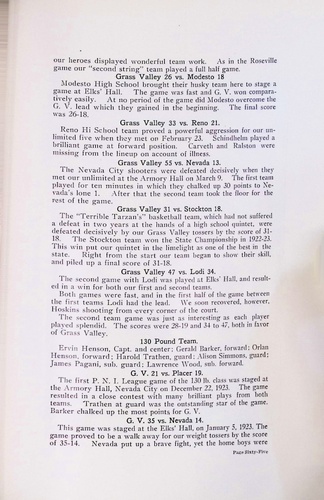 our heroes displayed wonderful team work. As in the Roseville
game our "second string" team played a full half game.
Grass Valley 26 vs. Modesto 18
Modesto High School brought their husky team here to stage a
game at Elks' Hall. The game was fast and G. V. won compara-
tively easily. At no period of the game did Modesto overcome the
G. V. lead which they gained in the beginning. The final score
was 26-18.
Grass Valley 33 vs. Reno 21.
Reno Hi School team proved a powerful aggression for our un-
limited five when they met on February 23. Schindhelm played a
brilliant game at forward position. Carveth and Ralston were
missing from the lineup on account of illness.
Grass Valley 55 vs. Nevada 13.
The Nevada City shooters were defeated decisively when they
met our unlimited at the Armory Hall on March 9. The first team
played for ten minutes in which they chalked up 30 points to Ne-
vada's lone 1. After that the second team took the floor for the
rest of the game.
Grass Valley 31 vs. Stockton 18.
The "Terrible Tarzan's" basketball team, which had not suffered
a defeat in two years at the hands of a high school quintet, were
defeated decisively by our Grass Valley tossers by the score of 31-
18. The Stockton team won the State Championship in 1922-23.
This win put our quintet in the limelight as one of the best in the
state. Right from the start our team began to show their skill,
and piled up a final score of 31-18.
Grass Valley 47 vs. Lodi 34.
The second game with Lodi was played at Elks' Hall, and result-
ed in a win for both our first and second teams.
Both games were fast, and in the first half of the game between
the first teams Lodi had the lead. We soon recovered, however,
Hoskins shooting from every corner of the court.
The second team game was just as interesting as each player
played splendid. The scores were 28-19 and 34 to 47, both in favor
of Grass Valley.
130 Pound Team.
Ervin Henson, Capt. and center; Gerald Barker, forward; Orlan
Henson, forward; Harold Trathen, guard; Alison Simmons, guard;
James Pagani, sub. guard; Lawrence Wood, sub. forward.
G. V. 21 vs. Placer 19.
The first P. N. I. League game of the 130 lb. class was staged at
the Armory Hall, Nevada City on December 22, 1923. The game
resulted in a close contest with many brilliant plays from both
teams. Trathen at guard was the outstanding star of the game.
Barker chalked up the most points for G. V.
G. V. 35 vs. Nevada 14.
This game was staged at the Elks' Hall, on January 5, 1923. The
game proved to be a walk away for our weight tossers by the score
of 35-14. Nevada put up a brave fight, yet the home boys were
Page Sixty-Five